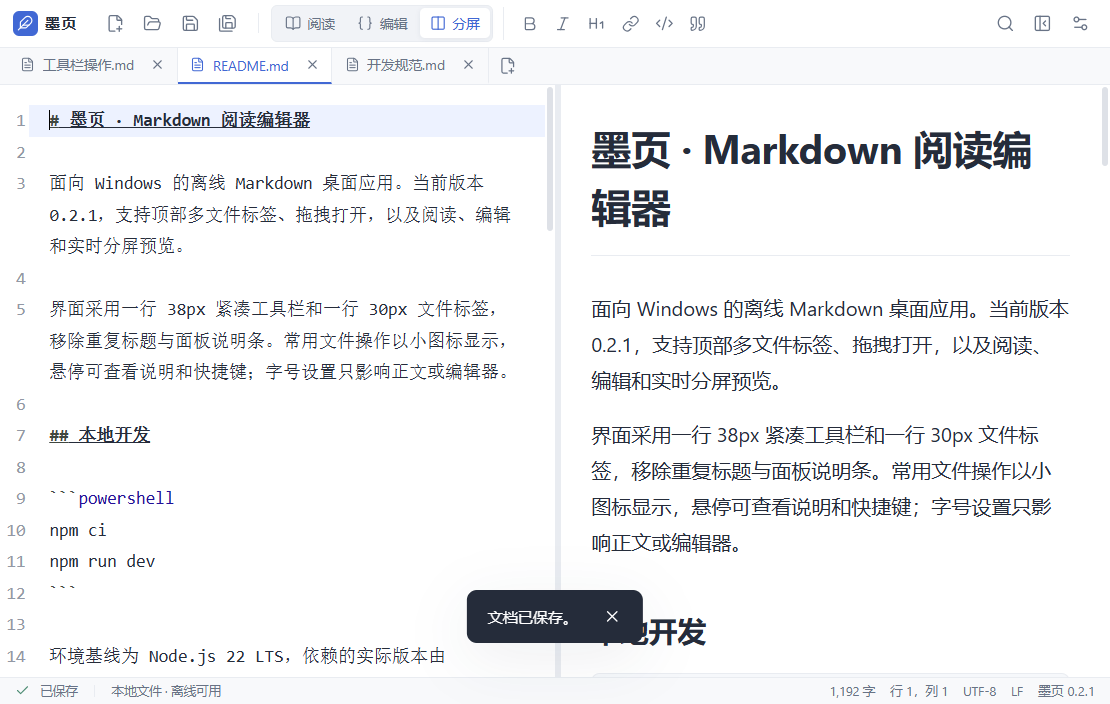 墨页 阅读 {} 编辑 分屏 B I H1 </>
工具栏操作.md README.md 开发规范.md
1 # 墨页 · Markdown 阅读编辑器
2
3 面向 Windows 的离线 Markdown 桌面应用。当前版本
0.2.1，支持顶部多文件标签、拖拽打开，以及阅读、编辑
和实时分屏预览。
4
5 界面采用一行 38px 紧凑工具栏和一行 30px 文件标签，
移除重复标题与面板说明条。常用文件操作以小图标显示，
悬停可查看说明和快捷键；字号设置只影响正文或编辑器。
6
7 ## 本地开发
8
9 ```powershell
10 npm ci
11 npm run dev
12 ```
13
14 环境基线为 Node.js 22 LTS，依赖的实际版本由
墨页 · Markdown 阅读编
辑器
面向 Windows 的离线 Markdown 桌面应用。当前版本
0.2.1，支持顶部多文件标签、拖拽打开，以及阅读、
编辑和实时分屏预览。
界面采用一行 38px 紧凑工具栏和一行 30px 文件标
签，移除重复标题与面板说明条。常用文件操作以小
图标显示，悬停可查看说明和快捷键；字号设置只影
响正文或编辑器。
本地开发
文档已保存。
已保存 本地文件 · 离线可用 1,192 字 行 1，列 1 UTF-8 LF 墨页 0.2.1